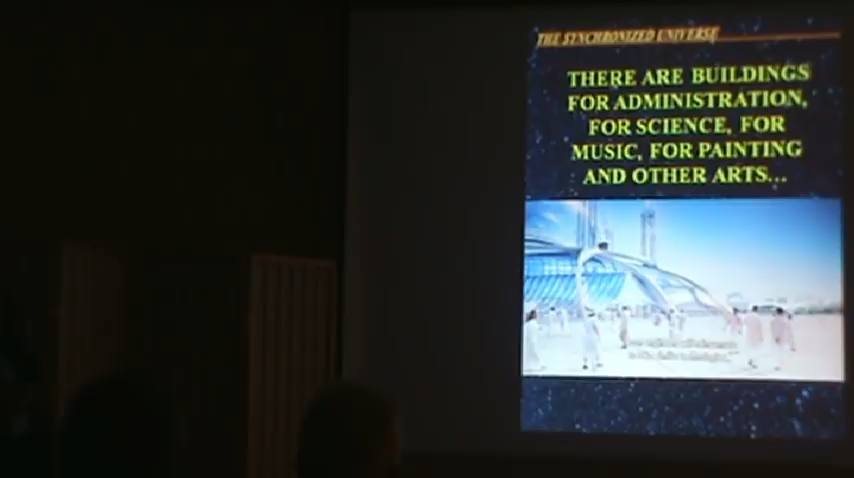 THE SYNCHRONIZED UNIVERSE
THERE ARE BUILDINGS
FOR ADMINISTRATION,
FOR SCIENCE, FOR
MUSIC, FOR PAINTING
AND OTHER ARTS...